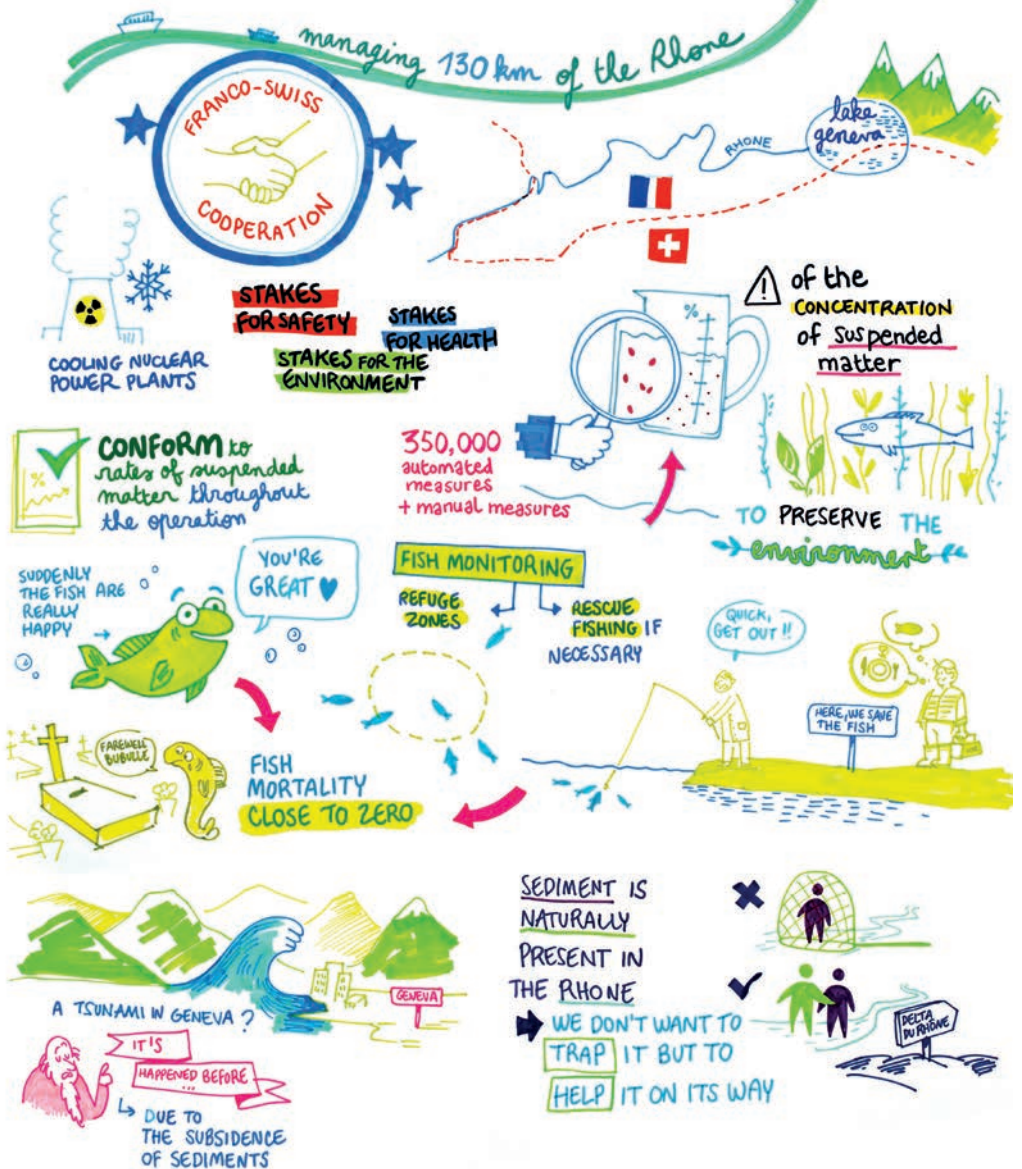 managing 130km of the Rhone
FRANCO-SWISS
COOPERATION
lake
geneva
RHONE
COOLING NUCLEAR
POWER PLANTS
STAKES
FOR SAFETY
STAKES
FOR HEALTH
STAKES FOR THE
ENVIRONMENT
%
! of the
CONCENTRATION
of suspended
matter
%
CONFORM to
rates of suspended
matter throughout
the operation
350,000
automated
measures
+ manual measures
TO PRESERVE THE
environment
SUDDENLY
THE FISH ARE
REALLY
HAPPY
YOU'RE
GREAT ♥
FISH MONITORING
REFUGE
ZONES
RESCUE
FISHING IF
NECESSARY
QUICK,
GET OUT !!
HERE, WE SAVE
THE FISH
FAREWELL
BUBULLE
FISH
MORTALITY
CLOSE TO ZERO
GENEVA
A TSUNAMI IN GENEVA ?
IT'S
HAPPENED BEFORE
...
DUE TO
THE SUBSIDENCE
OF SEDIMENTS
SEDIMENT IS
NATURALLY
PRESENT IN
THE RHONE
WE DON'T WANT TO
TRAP IT BUT TO
HELP IT ON ITS WAY
DELTA
DU RHÔNE